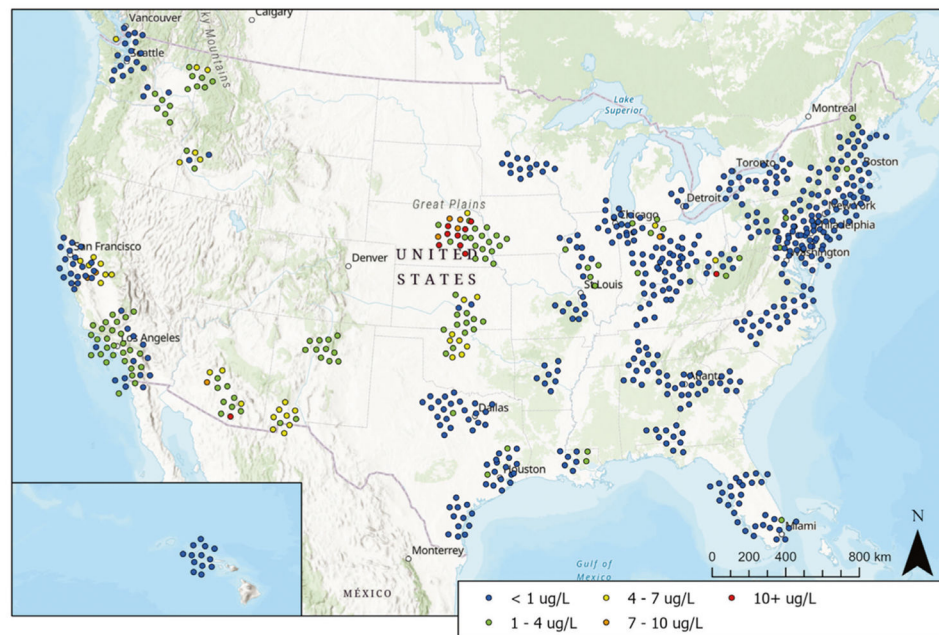 Calgary
Vancouver
Seattle
ky Mountains
Lake
Superior
Montreal
Toronto
Boston
Detroit
New York
Chicago
Philadelphia
Great Plains
Washington
San Francisco
Denver
UNITED
STATES
St Louis
Los Angeles
Atlanta
Dallas
Houston
Miami
N
Monterrey
0 200 400 800 km
Gulf of
Mexico
MÉXICO
< 1 ug/L 4 - 7 ug/L 10+ ug/L
1 - 4 ug/L 7 - 10 ug/L